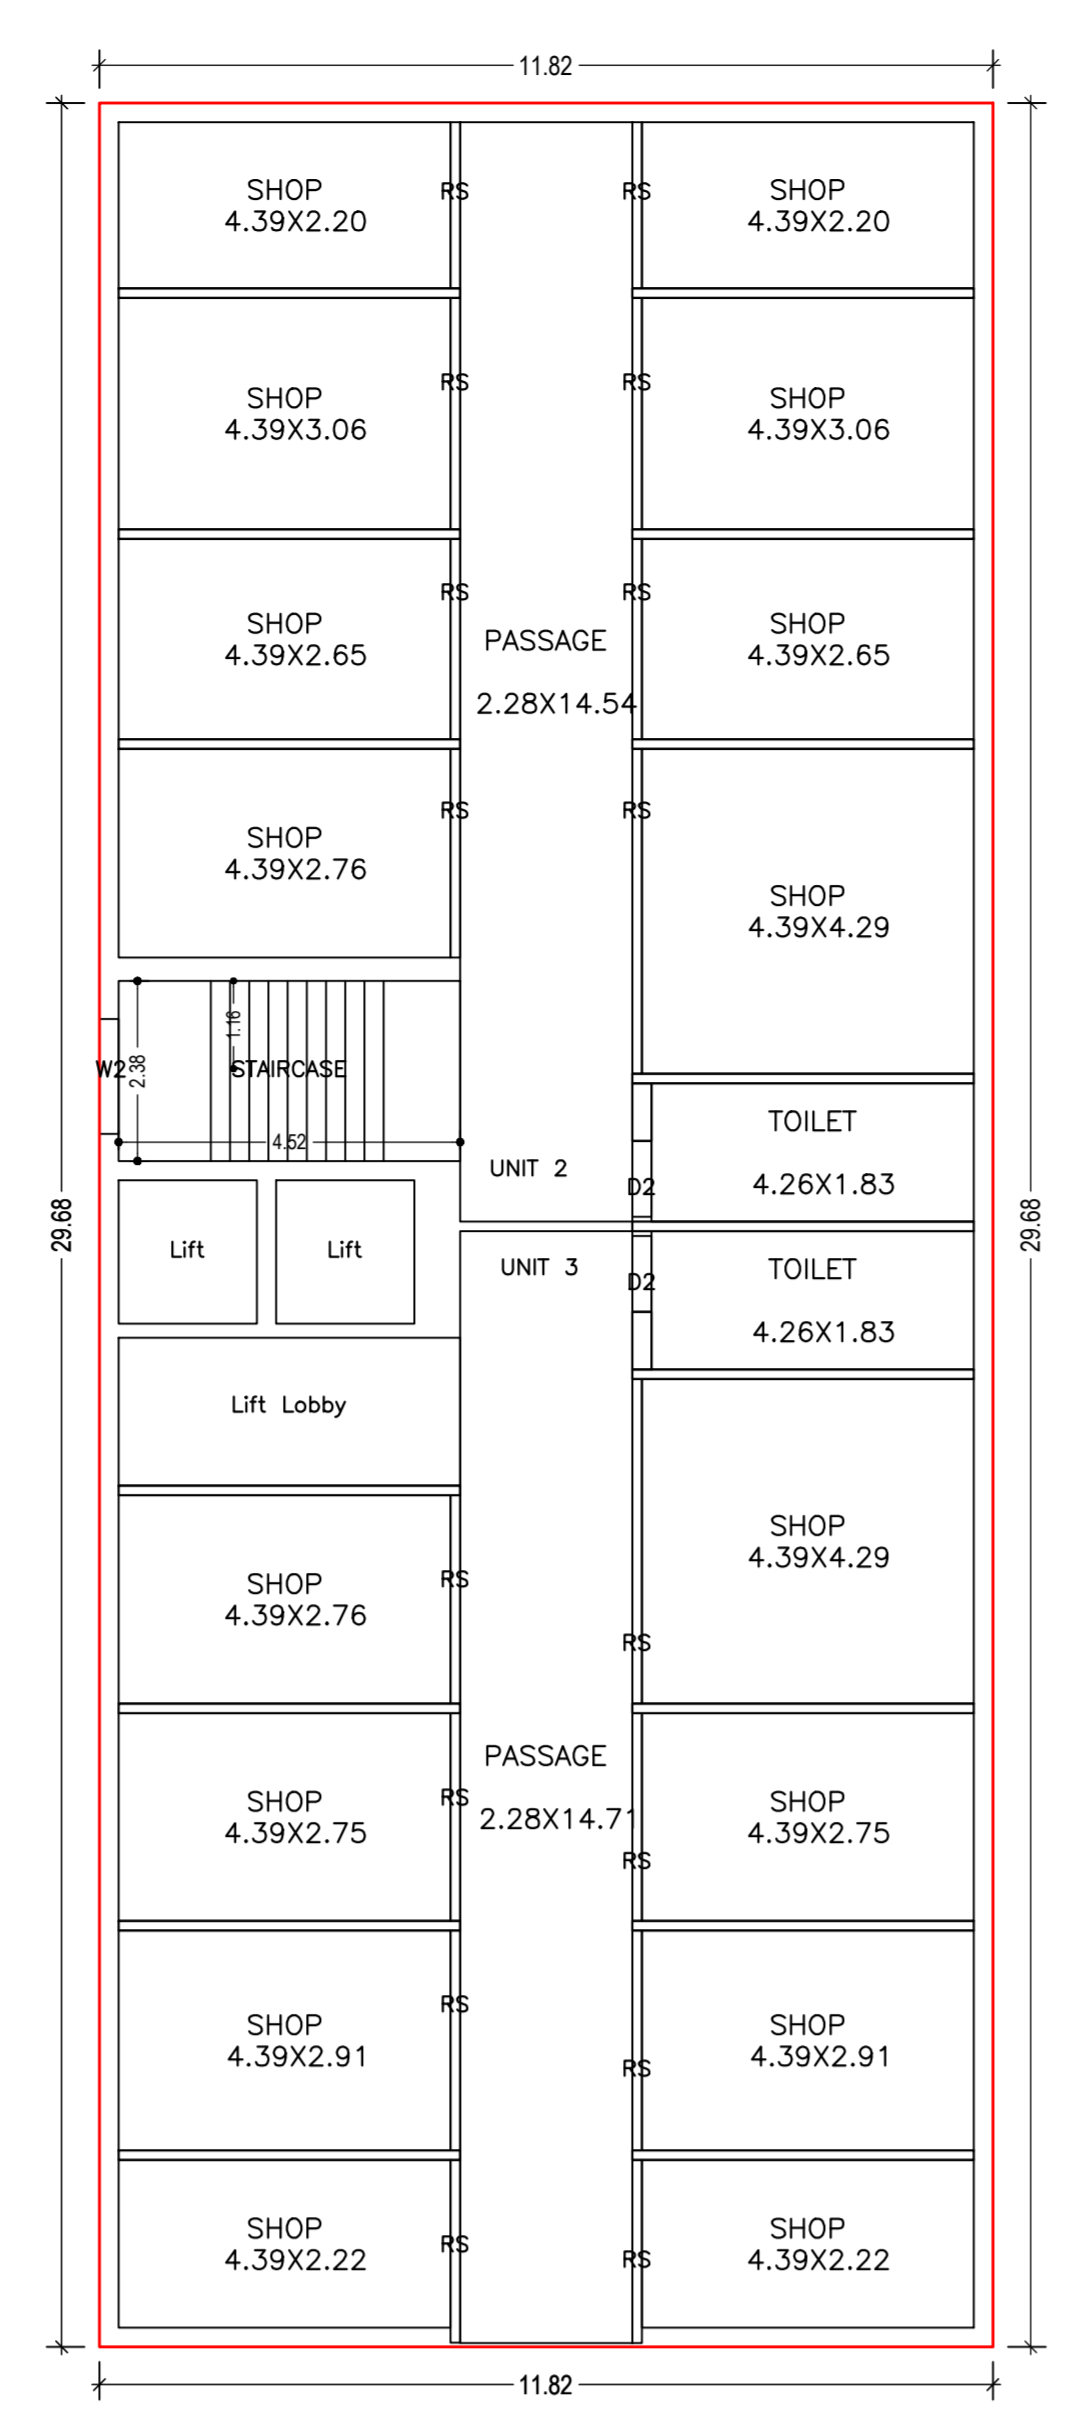 11.82
SHOP
4.39X2.20
RS
RS
SHOP
4.39X2.20
SHOP
4.39X3.06
RS
RS
SHOP
4.39X3.06
SHOP
4.39X2.65
RS
RS
SHOP
4.39X2.65
PASSAGE
2.28X14.54
SHOP
4.39X2.76
RS
RS
SHOP
4.39X4.29
W2
2.38
1.16
STAIRCASE
4.52
UNIT 2
D2
TOILET
4.26X1.83
29.68
29.68
Lift
Lift
UNIT 3
D2
TOILET
4.26X1.83
Lift Lobby
SHOP
4.39X2.76
RS
RS
SHOP
4.39X4.29
PASSAGE
2.28X14.71
SHOP
4.39X2.75
RS
RS
SHOP
4.39X2.75
SHOP
4.39X2.91
RS
RS
SHOP
4.39X2.91
SHOP
4.39X2.22
RS
RS
SHOP
4.39X2.22
11.82